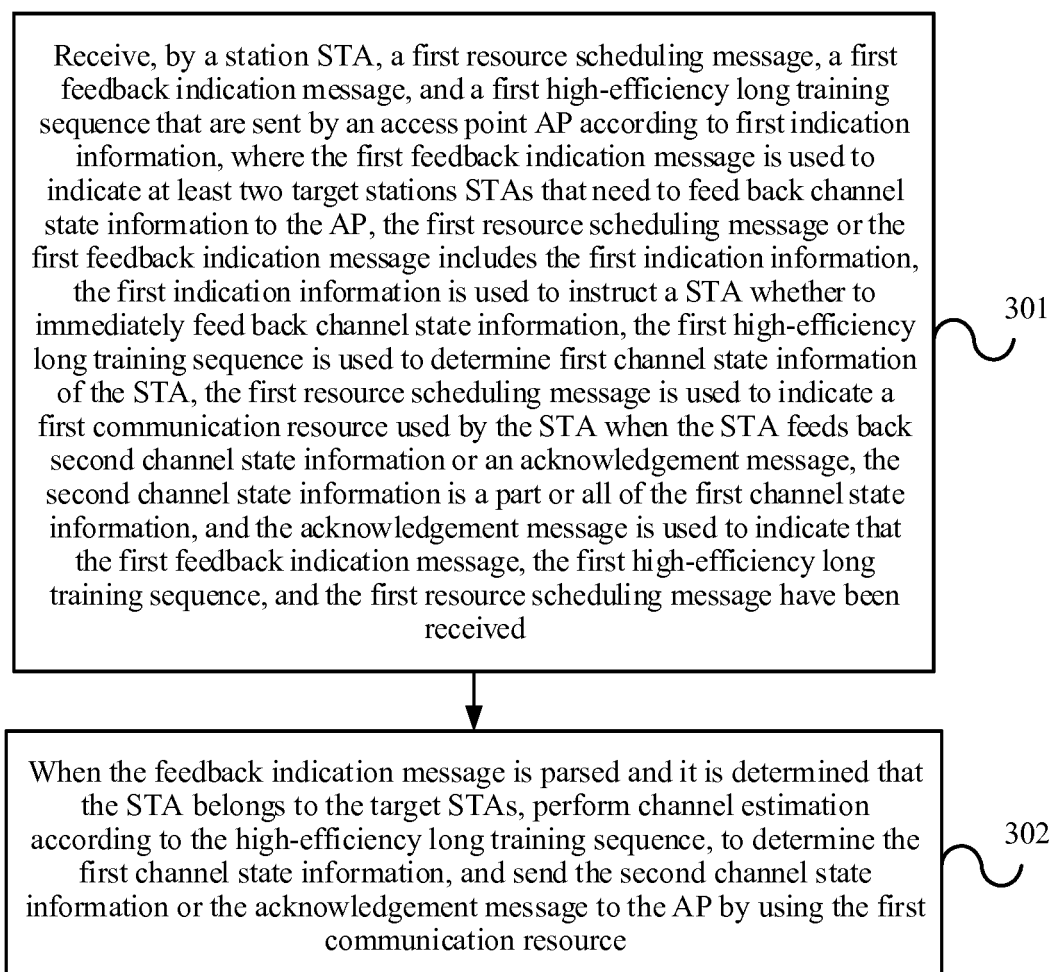 Receive, by a station STA, a first resource scheduling message, a first
feedback indication message, and a first high-efficiency long training
sequence that are sent by an access point AP according to first indication
information, where the first feedback indication message is used to
indicate at least two target stations STAs that need to feed back channel
state information to the AP, the first resource scheduling message or the
first feedback indication message includes the first indication information,
the first indication information is used to instruct a STA whether to
immediately feed back channel state information, the first high-efficiency
long training sequence is used to determine first channel state information
of the STA, the first resource scheduling message is used to indicate a
first communication resource used by the STA when the STA feeds back
second channel state information or an acknowledgement message, the
second channel state information is a part or all of the first channel state
information, and the acknowledgement message is used to indicate that
the first feedback indication message, the first high-efficiency long
training sequence, and the first resource scheduling message have been
received
301
When the feedback indication message is parsed and it is determined that
the STA belongs to the target STAs, perform channel estimation
according to the high-efficiency long training sequence, to determine the
first channel state information, and send the second channel state
information or the acknowledgement message to the AP by using the first
communication resource
302